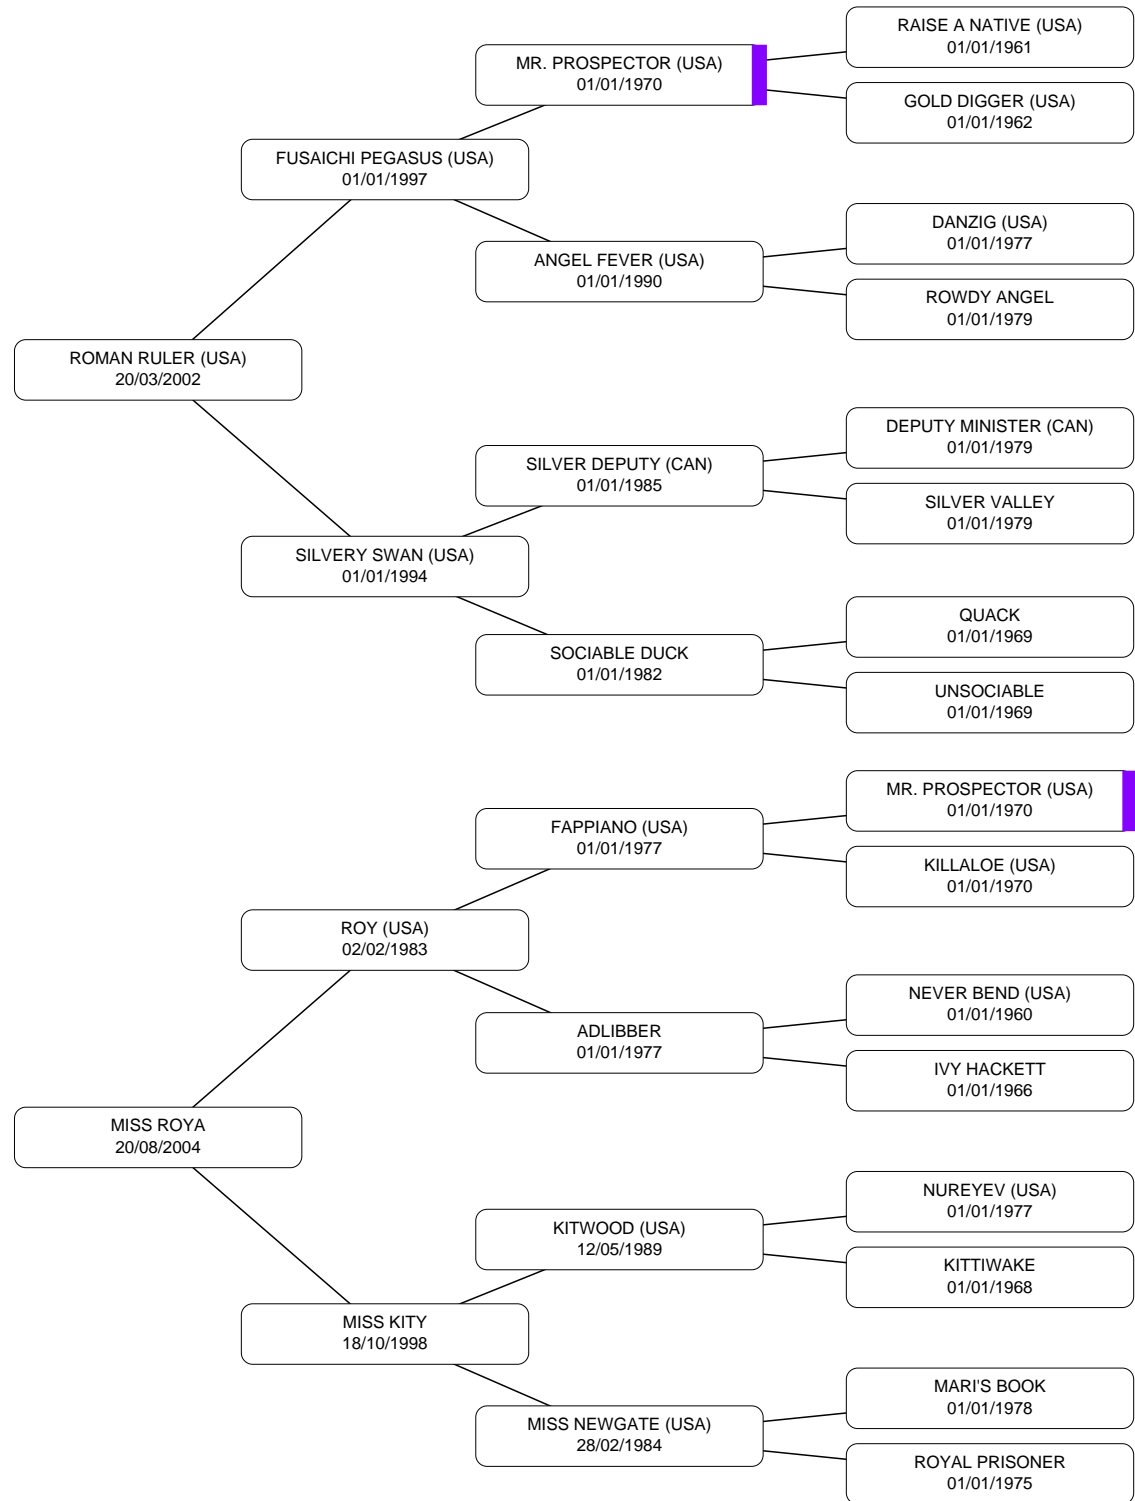 RAISE A NATIVE (USA)
01/01/1961
MR. PROSPECTOR (USA)
01/01/1970
GOLD DIGGER (USA)
01/01/1962
FUSAICHI PEGASUS (USA)
01/01/1997
DANZIG (USA)
01/01/1977
ANGEL FEVER (USA)
01/01/1990
ROWDY ANGEL
01/01/1979
ROMAN RULER (USA)
20/03/2002
DEPUTY MINISTER (CAN)
01/01/1979
SILVER DEPUTY (CAN)
01/01/1985
SILVER VALLEY
01/01/1979
SILVERY SWAN (USA)
01/01/1994
QUACK
01/01/1969
SOCIABLE DUCK
01/01/1982
UNSOCIABLE
01/01/1969
MR. PROSPECTOR (USA)
01/01/1970
FAPPIANO (USA)
01/01/1977
KILLALOE (USA)
01/01/1970
ROY (USA)
02/02/1983
NEVER BEND (USA)
01/01/1960
ADLIBBER
01/01/1977
IVY HACKETT
01/01/1966
MISS ROYA
20/08/2004
NUREYEV (USA)
01/01/1977
KITWOOD (USA)
12/05/1989
KITTIWAKE
01/01/1968
MISS KITY
18/10/1998
MARI'S BOOK
01/01/1978
MISS NEWGATE (USA)
28/02/1984
ROYAL PRISONER
01/01/1975